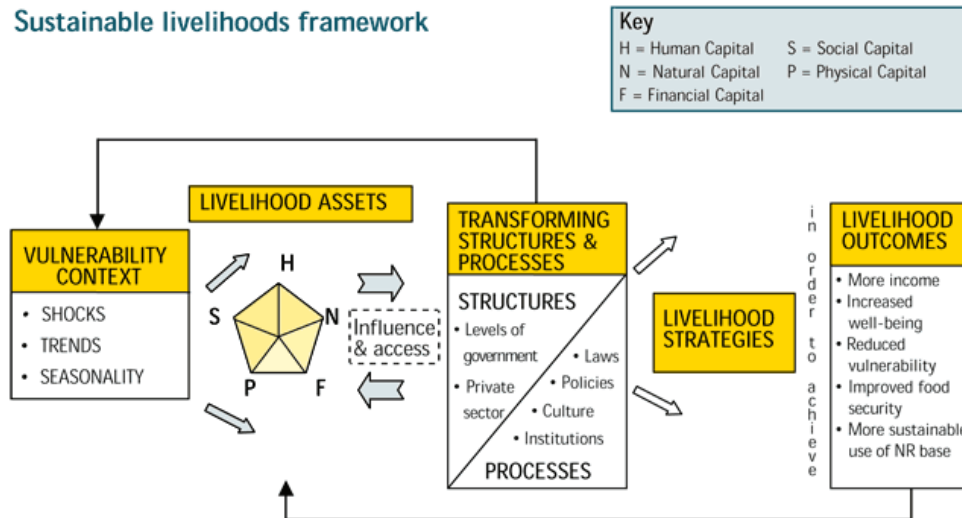 Sustainable livelihoods framework
Key
H = Human Capital
S = Social Capital
N = Natural Capital
P = Physical Capital
F = Financial Capital
LIVELIHOOD ASSETS
VULNERABILITY
CONTEXT
• SHOCKS
• TRENDS
• SEASONALITY
H
S
N
P
F
Influence
& access
TRANSFORMING
STRUCTURES &
PROCESSES
STRUCTURES
• Levels of
government
• Private
sector
• Laws
• Policies
• Culture
• Institutions
PROCESSES
LIVELIHOOD
STRATEGIES
in order to achieve
LIVELIHOOD
OUTCOMES
• More income
• Increased
well-being
• Reduced
vulnerability
• Improved food
security
• More sustainable
use of NR base